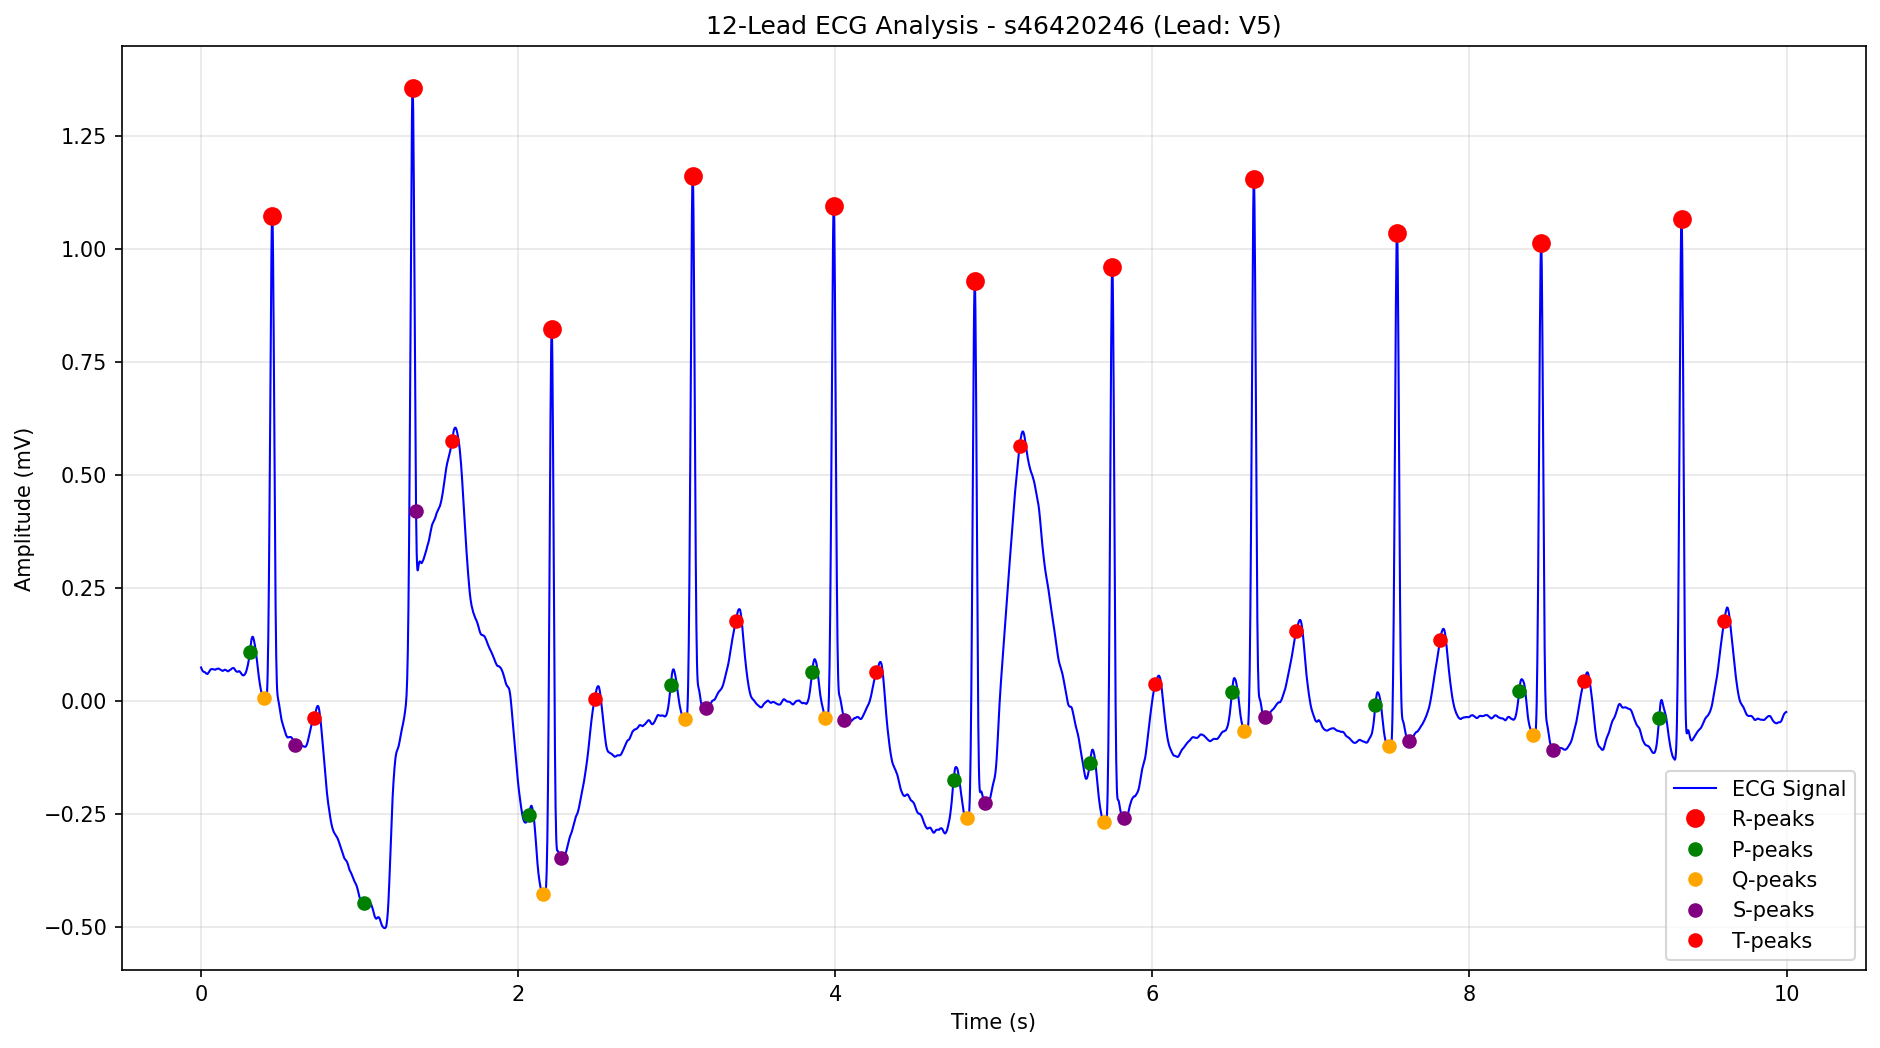 12-Lead ECG Analysis - s46420246 (Lead: V5)
Amplitude (mV)
1.25
1.00
0.75
0.50
0.25
0.00
−0.25
−0.50
ECG Signal
R-peaks
P-peaks
Q-peaks
S-peaks
T-peaks
0 2 4 6 8 10
Time (s)